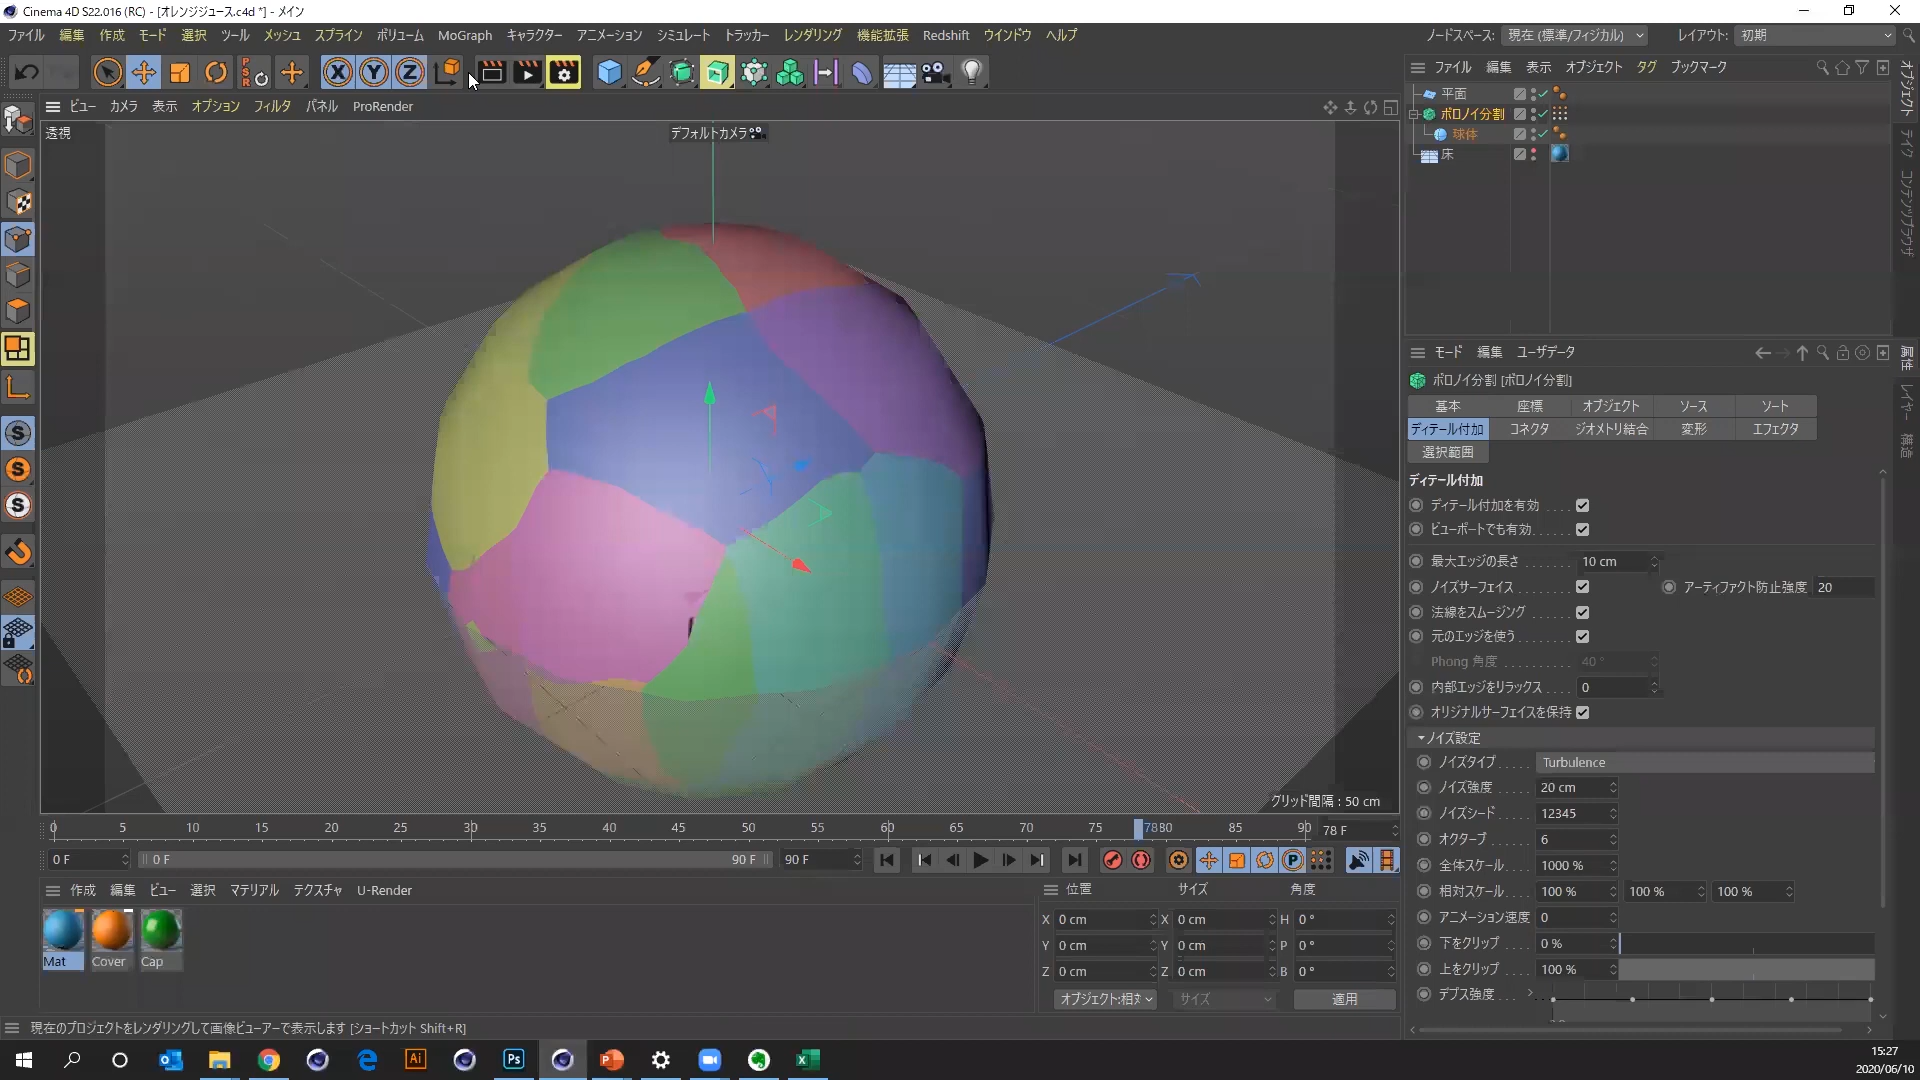 Cinema 4D S22.016 (RC) - [オレンジジュース.c4d *] - メイン
ファイル 編集 作成 モード 選択 ツール メッシュ スプライン ボリューム MoGraph キャラクター アニメーション シミュレート トラッカー レンダリング 機能拡張 Redshift ウインドウ ヘルプ
ノードスペース: 現在 (標準/フィジカル) レイアウト: 初期
X Y Z PSR
ビュー カメラ 表示 オプション フィルタ パネル ProRender
透視
デフォルトカメラ
グリッド間隔 : 50 cm
ファイル 編集 表示 オブジェクト タグ ブックマーク
平面
ボロノイ分割
球体
床
オブジェクト
テイク
コンテンツブラウザ
モード 編集 ユーザデータ
属性
レイヤー
構造
ボロノイ分割 [ボロノイ分割]
基本 座標 オブジェクト ソース ソート
ディテール付加 コネクタ ジオメトリ結合 変形 エフェクタ
選択範囲
ディテール付加
ディテール付加を有効
ビューポートでも有効
最大エッジの長さ 10 cm
ノイズサーフェイス アーティファクト防止強度 20
法線をスムージング
元のエッジを使う
Phong 角度 40 °
内部エッジをリラックス 0
オリジナルサーフェイスを保持
ノイズ設定
ノイズタイプ Turbulence
ノイズ強度 20 cm
ノイズシード 12345
オクターブ 6
全体スケール 1000 %
相対スケール 100 % 100 % 100 %
アニメーション速度 0
下をクリップ 0 %
上をクリップ 100 %
デプス強度
0 5 10 15 20 25 30 35 40 45 50 55 60 65 70 75 78 80 85 90 78 F
0 F 0 F 90 F 90 F
作成 編集 ビュー 選択 マテリアル テクスチャ U-Render
Mat Cover Cap
位置 サイズ 角度
X 0 cm X 0 cm H 0 °
Y 0 cm Y 0 cm P 0 °
Z 0 cm Z 0 cm B 0 °
オブジェクト:相対 サイズ 適用
現在のプロジェクトをレンダリングして画像ビューアーで表示します [ショートカット Shift+R]
15:27
2020/06/10